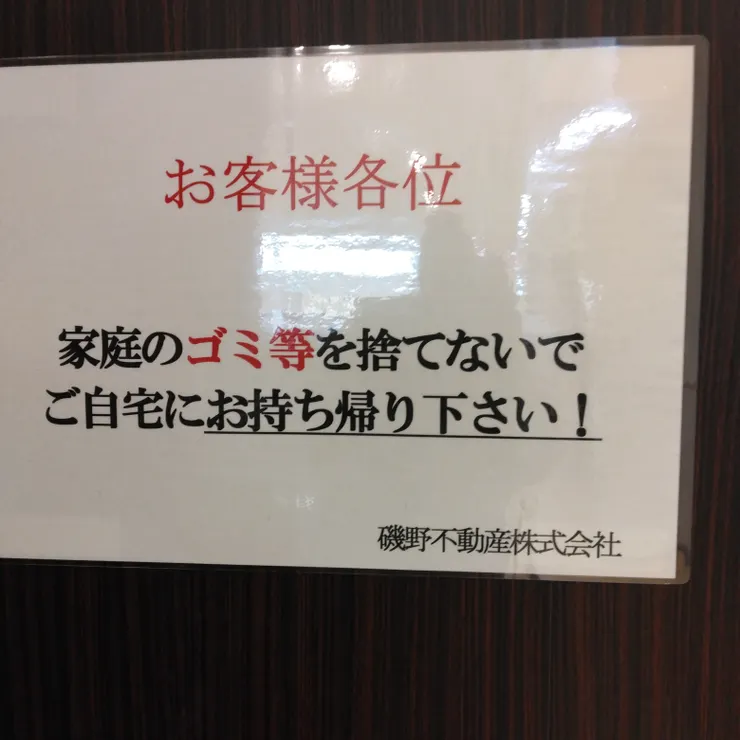 お客様各位
家庭のゴミ等を捨てないで
ご自宅にお持ち帰り下さい！
磯野不動産株式会社